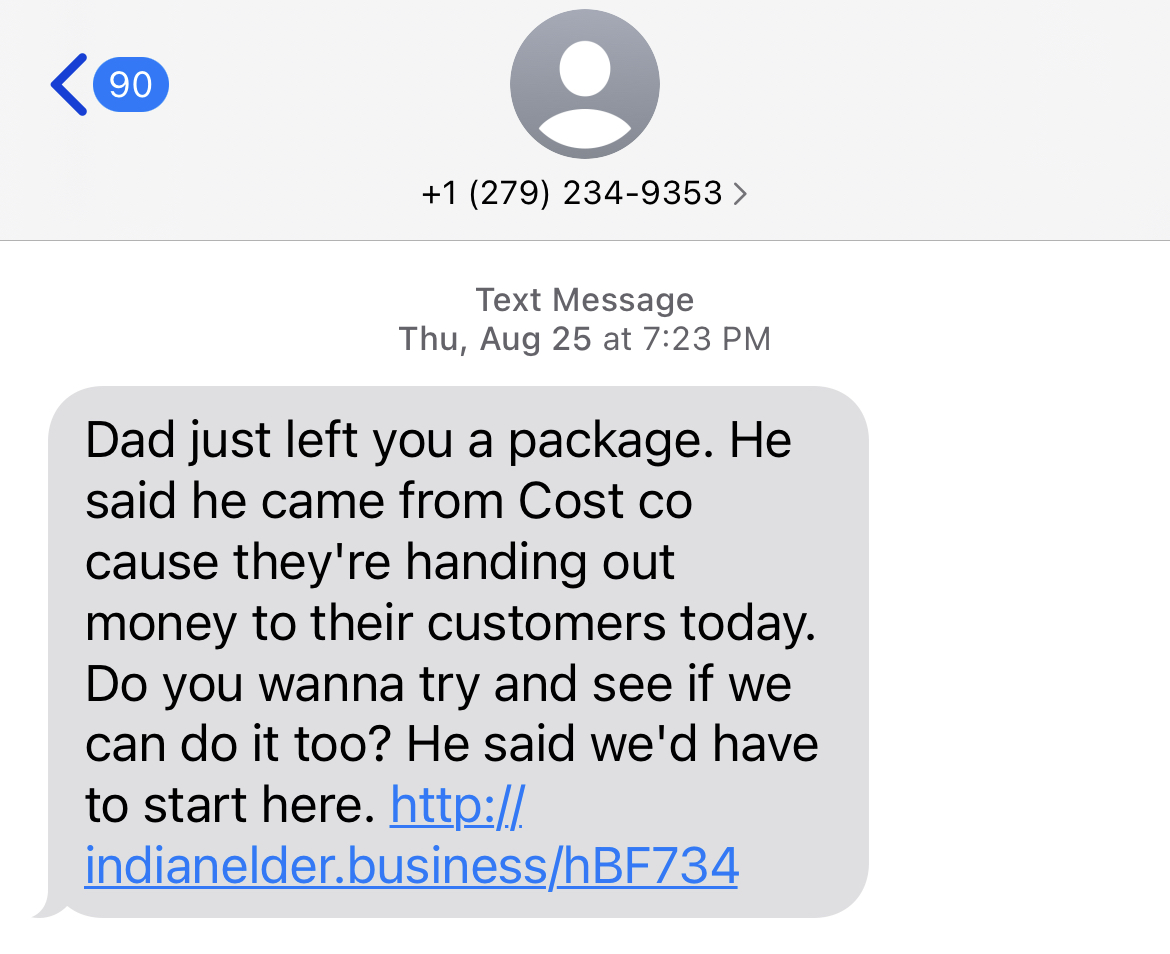 90
+1 (279) 234-9353
Text Message
Thu, Aug 25 at 7:23 PM
Dad just left you a package. He
said he came from Cost co
cause they're handing out
money to their customers today.
Do you wanna try and see if we
can do it too? He said we'd have
to start here. http://
indianelder.business/hBF734